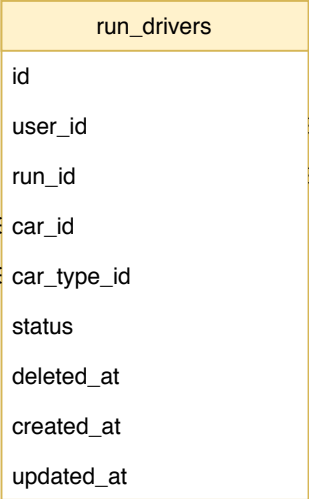 run_drivers
id
user_id
run_id
car_id
car_type_id
status
deleted_at
created_at
updated_at